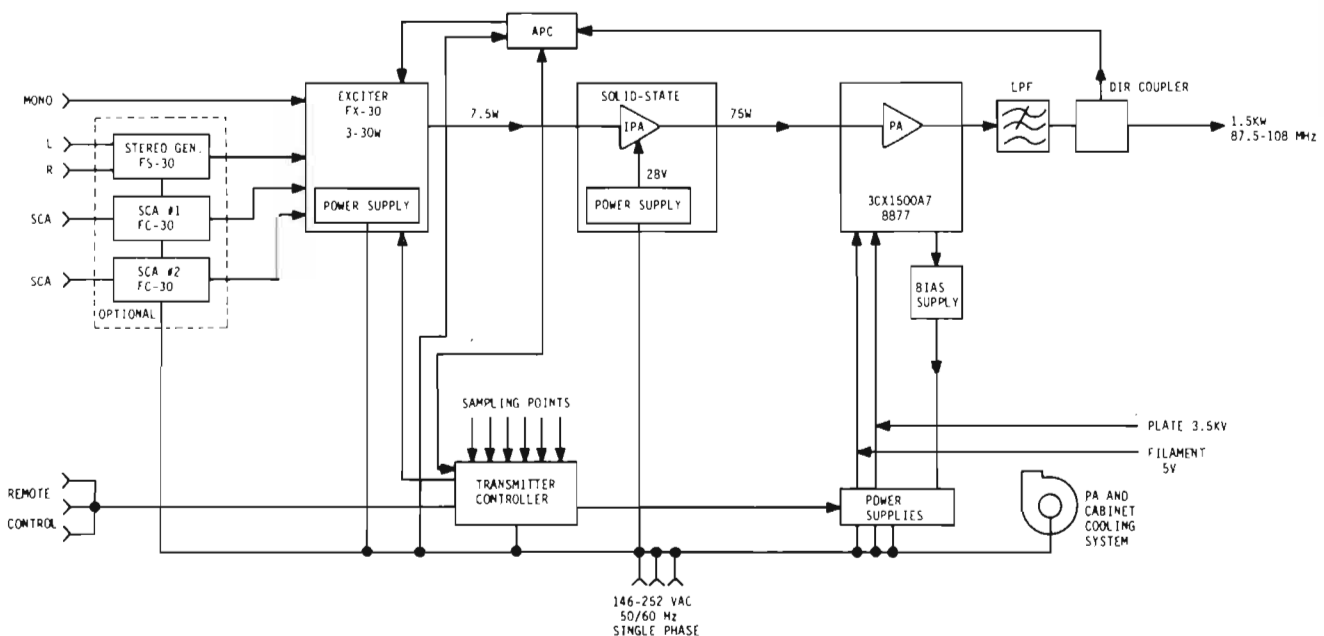 APC
MONO
L
R
STEREO GEN.
FS-30
SCA
SCA #1
FC-30
SCA
SCA #2
FC-30
OPTIONAL
EXCITER
FX-30
3-30W
POWER SUPPLY
7.5W
SOLID-STATE
IPA
28V
POWER SUPPLY
75W
PA
3CX1500A7
8877
LPF
DIR COUPLER
1.5KW
87.5-108 MHz
BIAS
SUPPLY
SAMPLING POINTS
PLATE 3.5KV
FILAMENT
5V
REMOTE
CONTROL
TRANSMITTER
CONTROLLER
POWER
SUPPLIES
PA AND
CABINET
COOLING
SYSTEM
146-252 VAC
50/60 Hz
SINGLE PHASE